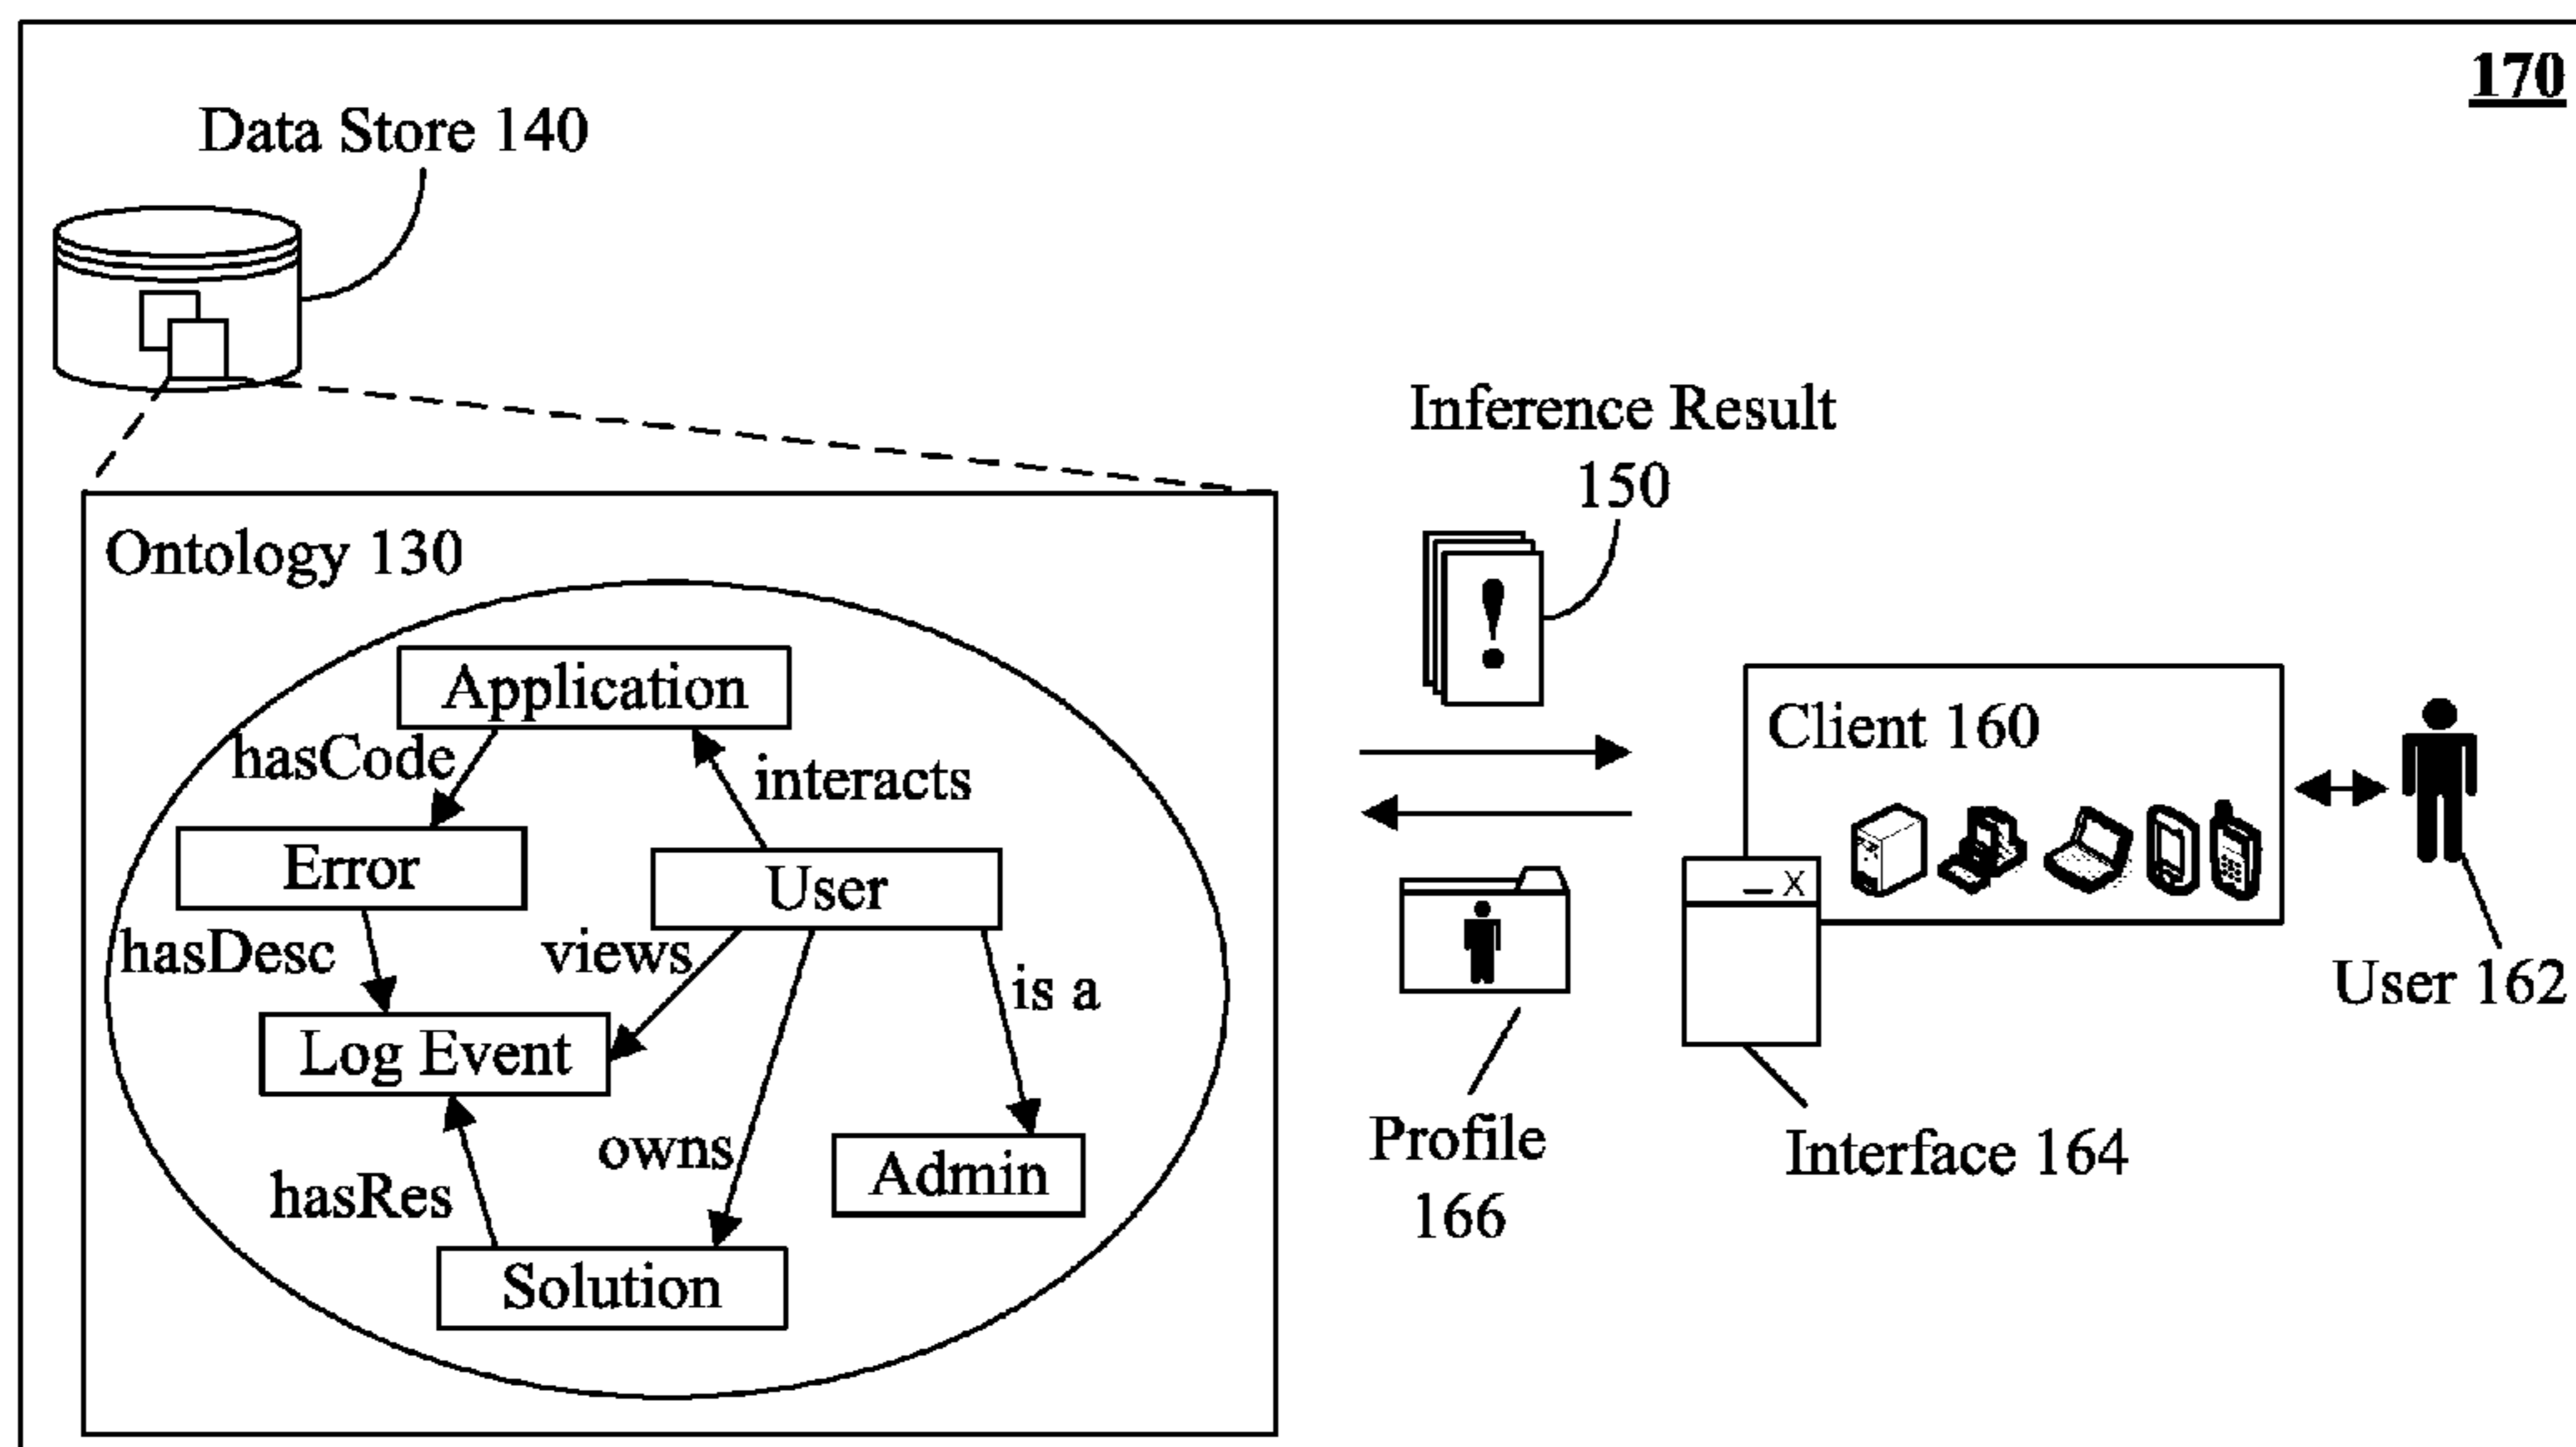 170
Data Store 140
Inference Result
150
Ontology 130
Application
hasCode
interacts
Error
User
hasDesc
views
is a
Log Event
owns
Admin
hasRes
Solution
Client 160
X
User 162
Profile
166
Interface 164
!